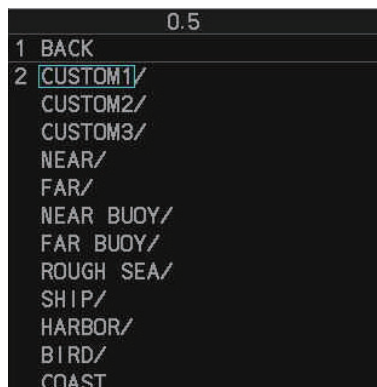 0.5
1 BACK
2 CUSTOM1/
CUSTOM2/
CUSTOM3/
NEAR/
FAR/
NEAR BUOY/
FAR BUOY/
ROUGH SEA/
SHIP/
HARBOR/
BIRD/
COAST